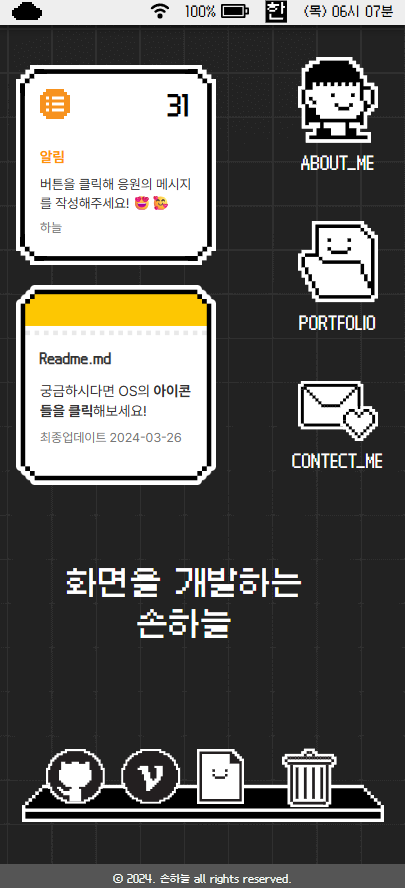 100% 한 (목) 06시 07분
31
알림
버튼을 클릭해 응원의 메시지
를 작성해주세요! 😍 🥰
하늘
ABOUT_ME
PORTFOLIO
Readme.md
궁금하시다면 OS의 아이콘
들을 클릭해보세요!
최종업데이트 2024-03-26
CONTECT_ME
화면을 개발하는
손하늘
v
© 2024. 손하늘 all rights reserved.